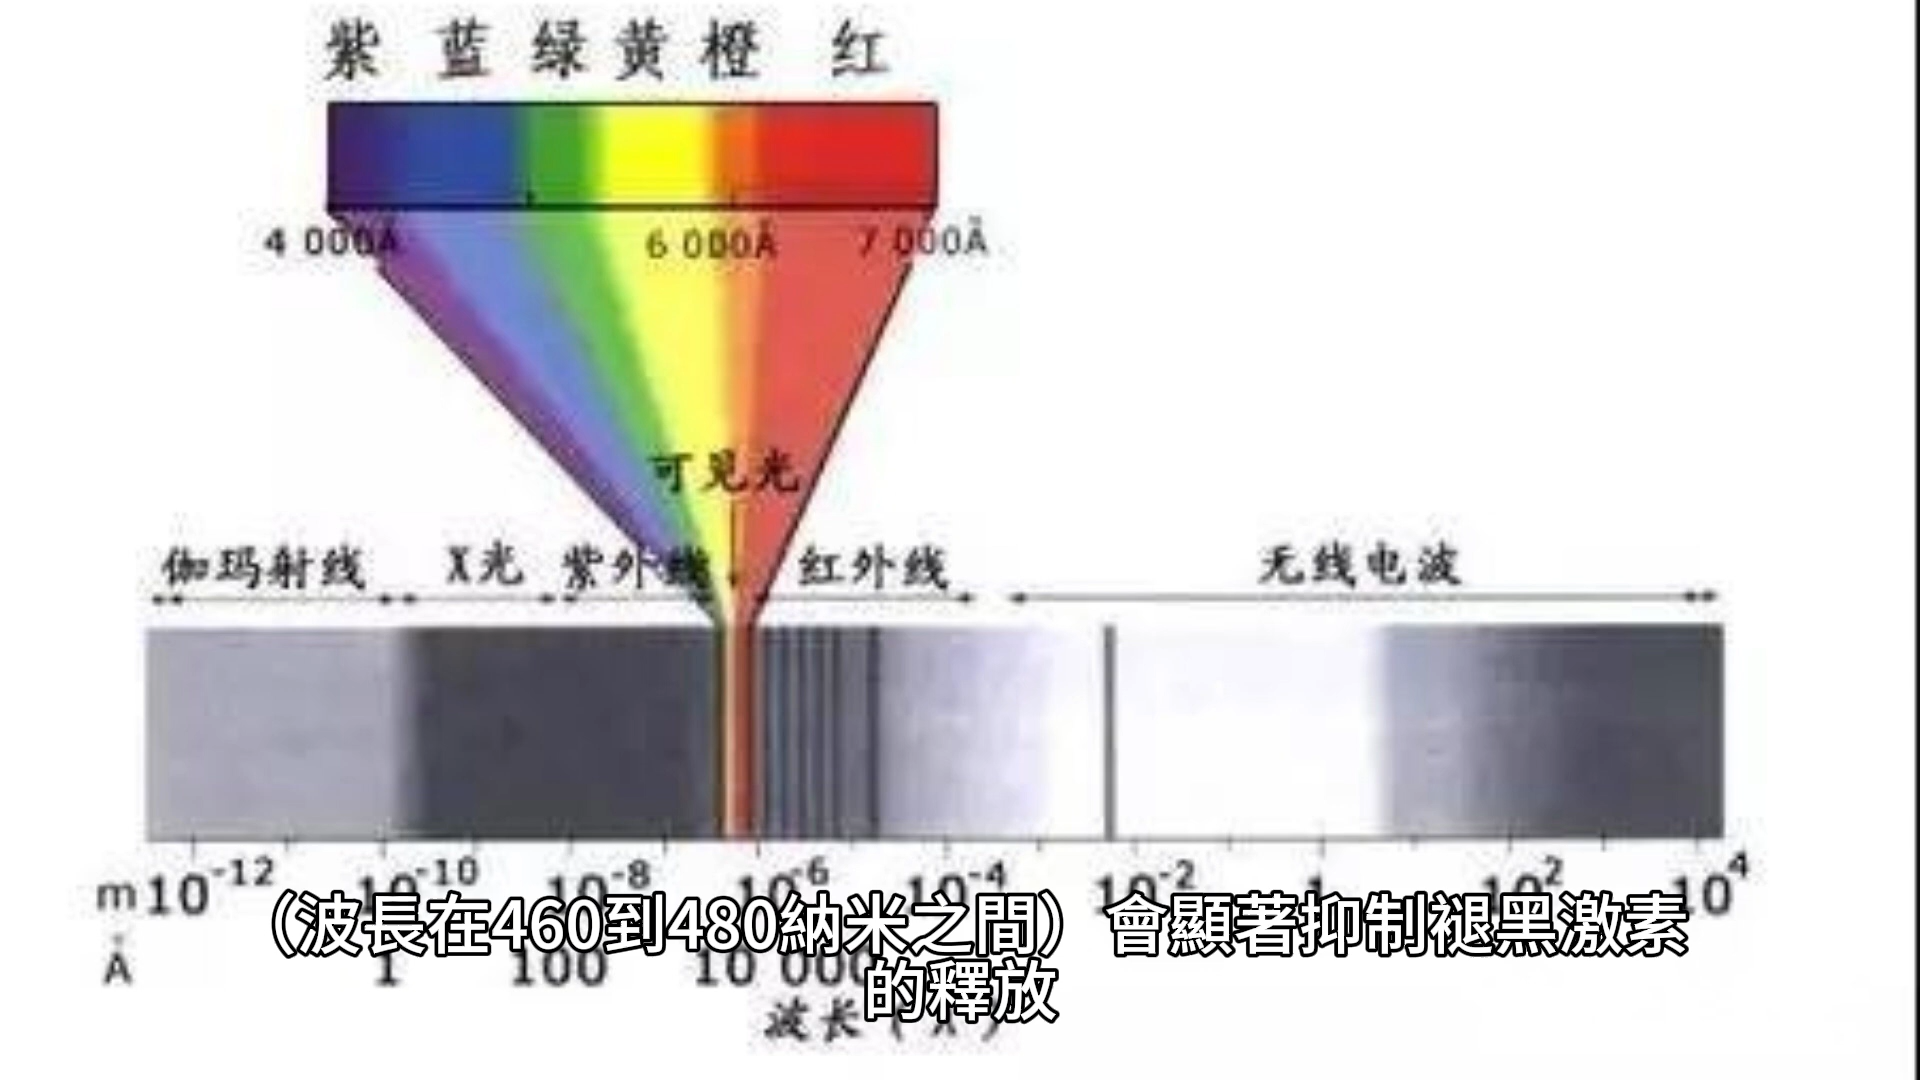 紫 蓝 绿 黄 橙 红
4 000Å 6 000Å 7 000Å
可见光
伽玛射线 X光 紫外线 红外线 无线电波
m 10-12 10-10 10-8 10-6 10-4 10-2 1 102 104
（波長在460到480納米之間）會顯著抑制褪黑激素
的釋放
Å 1 100 10 000
波长（Å）